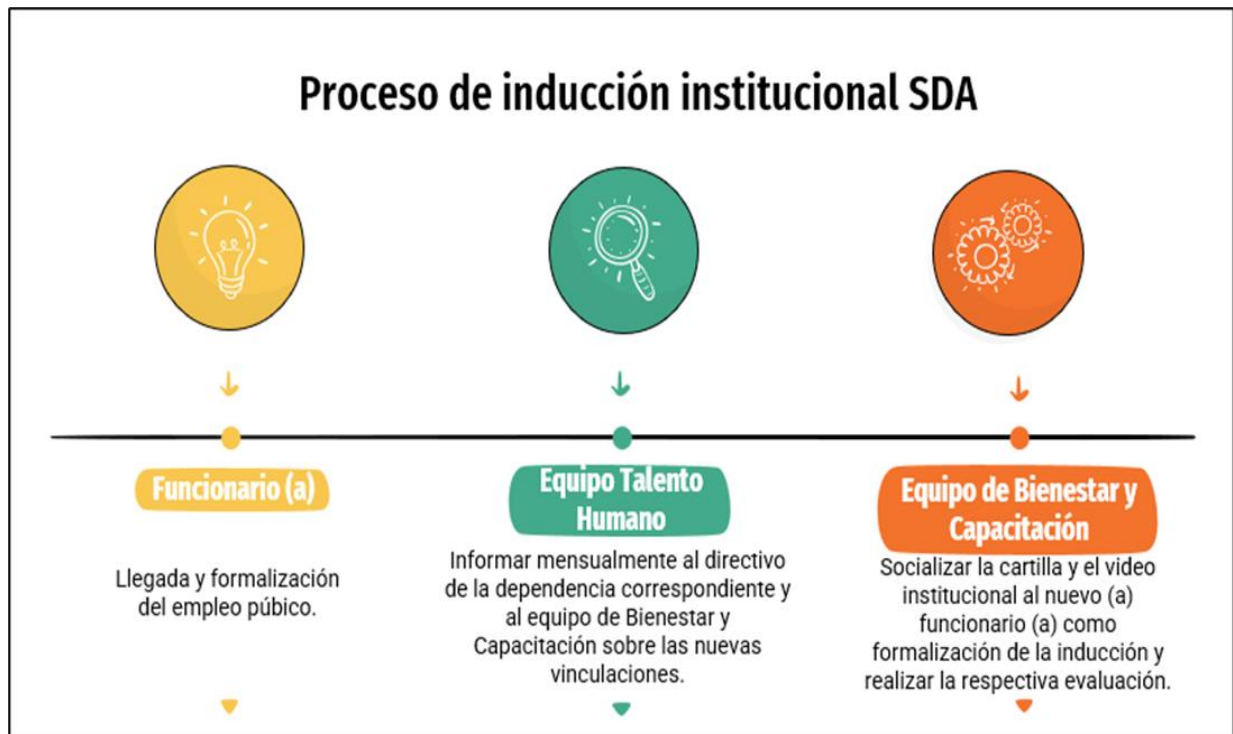 Proceso de inducción institucional SDA
Funcionario (a)
Llegada y formalización
del empleo púbico.
Equipo Talento
Humano
Informar mensualmente al directivo
de la dependencia correspondiente y
al equipo de Bienestar y
Capacitación sobre las nuevas
vinculaciones.
Equipo de Bienestar y
Capacitación
Socializar la cartilla y el video
institucional al nuevo (a)
funcionario (a) como
formalización de la inducción y
realizar la respectiva evaluación.